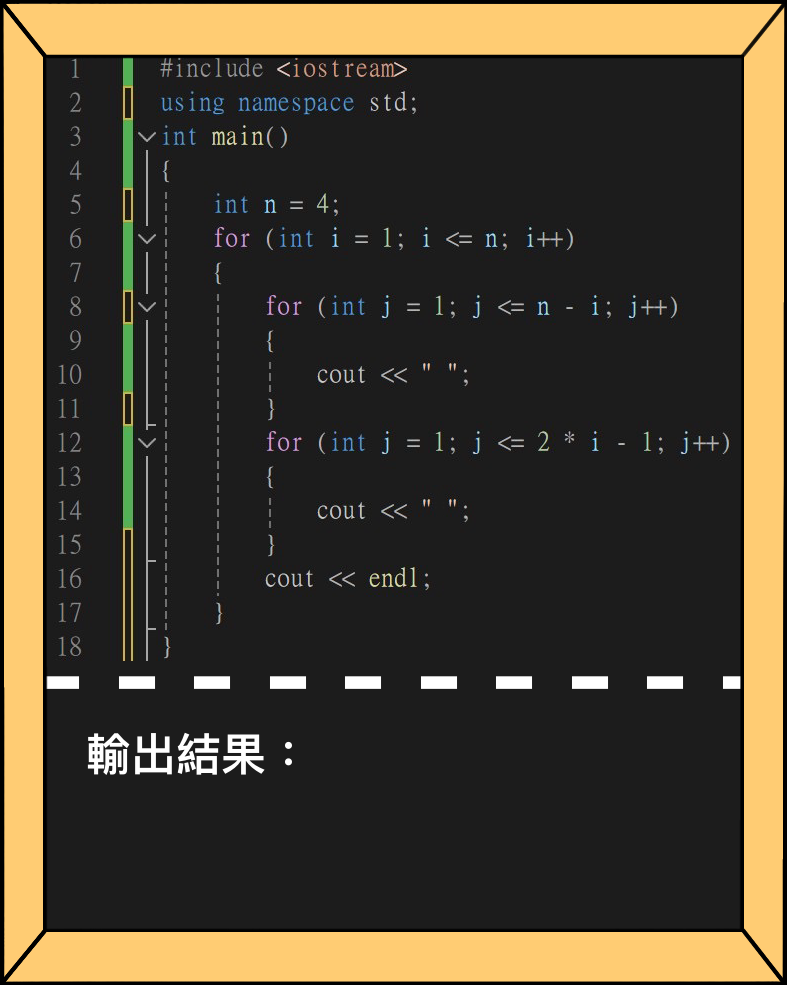 1 #include <iostream>
2 using namespace std;
3 int main()
4 {
5 int n = 4;
6 for (int i = 1; i <= n; i++)
7 {
8 for (int j = 1; j <= n - i; j++)
9 {
10 cout << " ";
11 }
12 for (int j = 1; j <= 2 * i - 1; j++)
13 {
14 cout << " ";
15 }
16 cout << endl;
17 }
18 }
輸出結果：